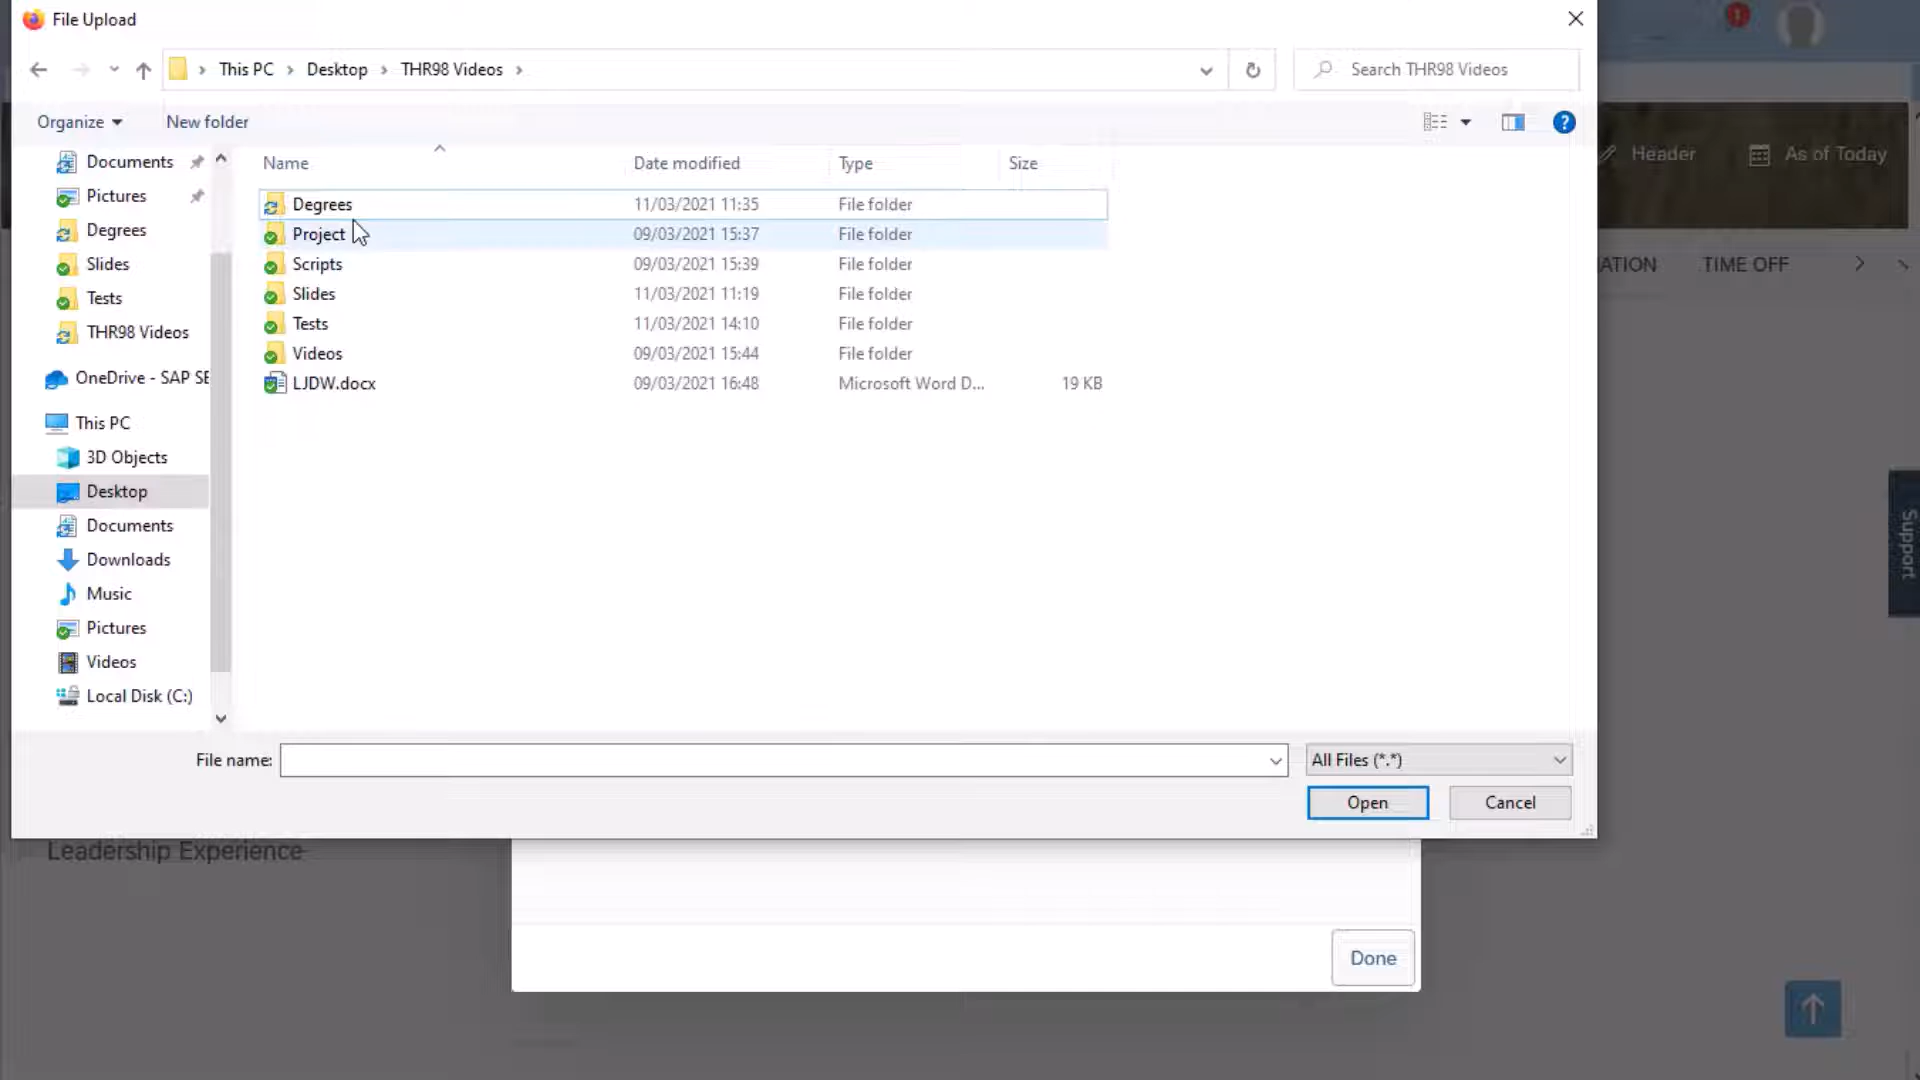 File Upload
This PC > Desktop > THR98 Videos >
Search THR98 Videos
Organize
New folder
Header
As of Today
Name
Date modified
Type
Size
Documents
Pictures
Degrees
Slides
Tests
THR98 Videos
OneDrive - SAP SE
This PC
3D Objects
Desktop
Documents
Downloads
Music
Pictures
Videos
Local Disk (C:)
Degrees 11/03/2021 11:35 File folder
Project 09/03/2021 15:37 File folder
Scripts 09/03/2021 15:39 File folder
Slides 11/03/2021 11:19 File folder
Tests 11/03/2021 14:10 File folder
Videos 09/03/2021 15:44 File folder
LJDW.docx 09/03/2021 16:48 Microsoft Word D... 19 KB
ATION
TIME OFF
Support
File name:
All Files (*.*)
Open
Cancel
Leadership Experience
Done